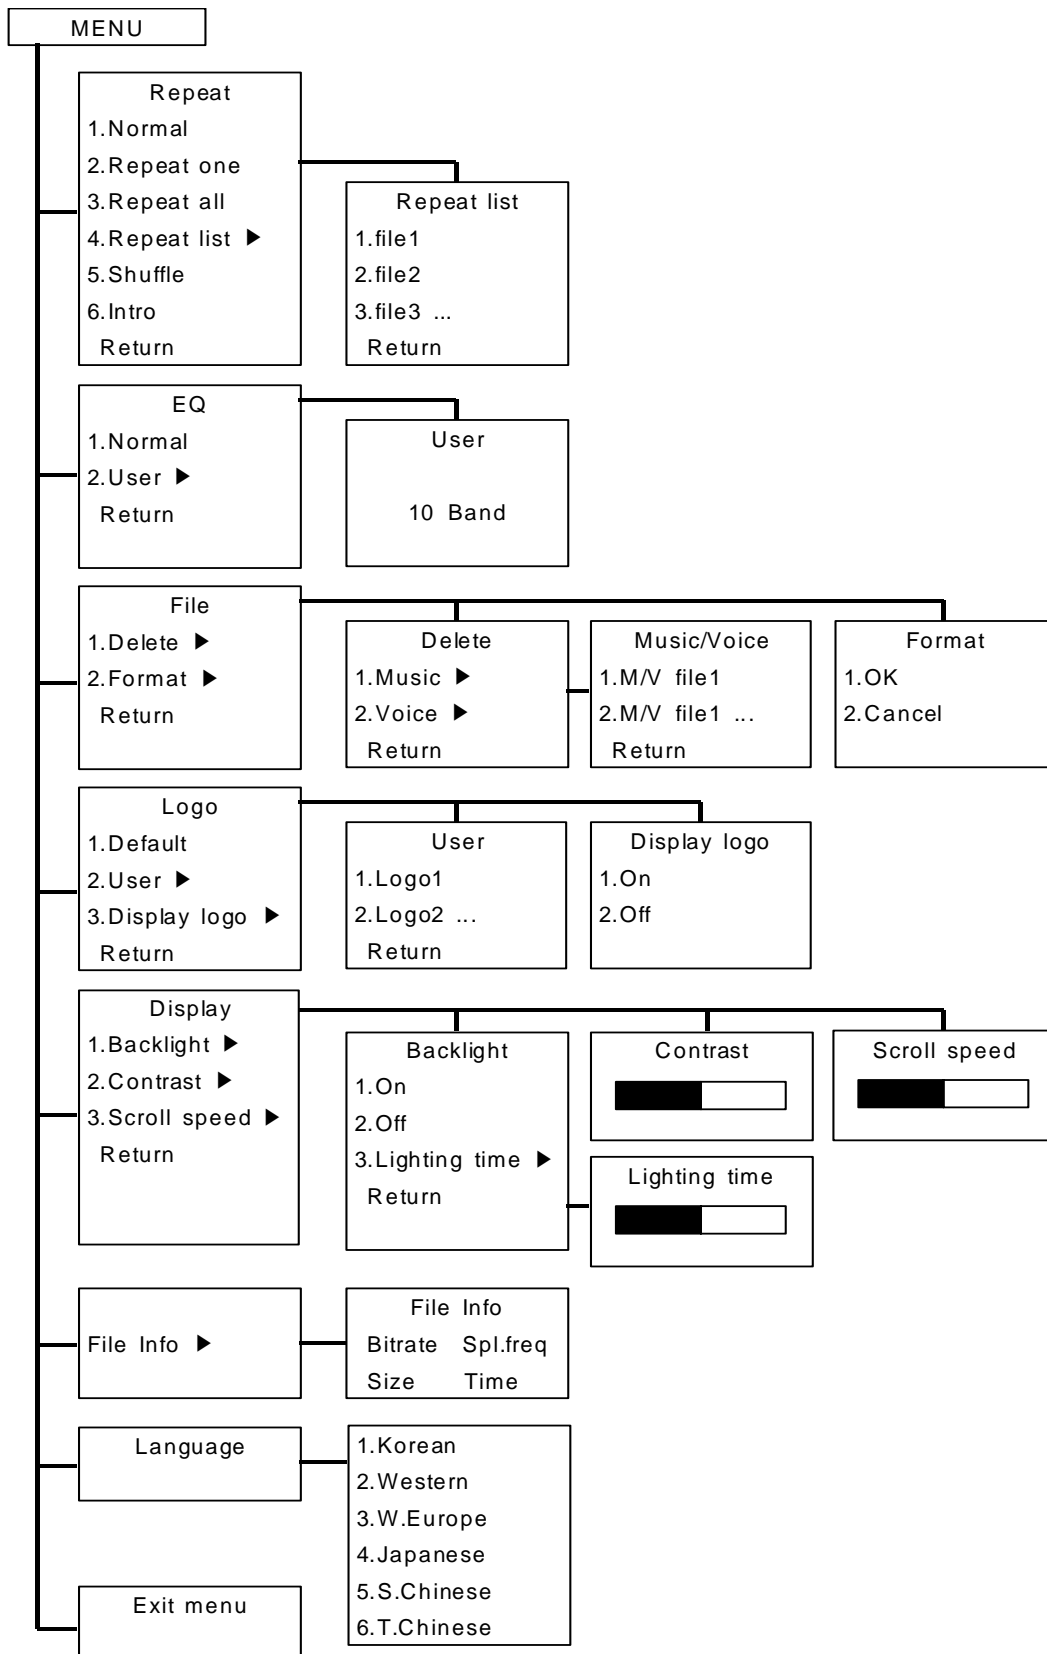 MENU
Repeat
1.Normal
2.Repeat one
3.Repeat all
4.Repeat list ▶
5.Shuffle
6.Intro
Return
Repeat list
1.file1
2.file2
3.file3 ...
Return
EQ
1.Normal
2.User ▶
Return
User
10 Band
File
1.Delete ▶
2.Format ▶
Return
Delete
1.Music ▶
2.Voice ▶
Return
Music/Voice
1.M/V file1
2.M/V file1 ...
Return
Format
1.OK
2.Cancel
Logo
1.Default
2.User ▶
3.Display logo ▶
Return
User
1.Logo1
2.Logo2 ...
Return
Display logo
1.On
2.Off
Display
1.Backlight ▶
2.Contrast ▶
3.Scroll speed ▶
Return
Backlight
1.On
2.Off
3.Lighting time ▶
Return
Contrast
Scroll speed
Lighting time
File Info ▶
File Info
Bitrate Spl.freq
Size Time
Language
1.Korean
2.Western
3.W.Europe
4.Japanese
5.S.Chinese
6.T.Chinese
Exit menu